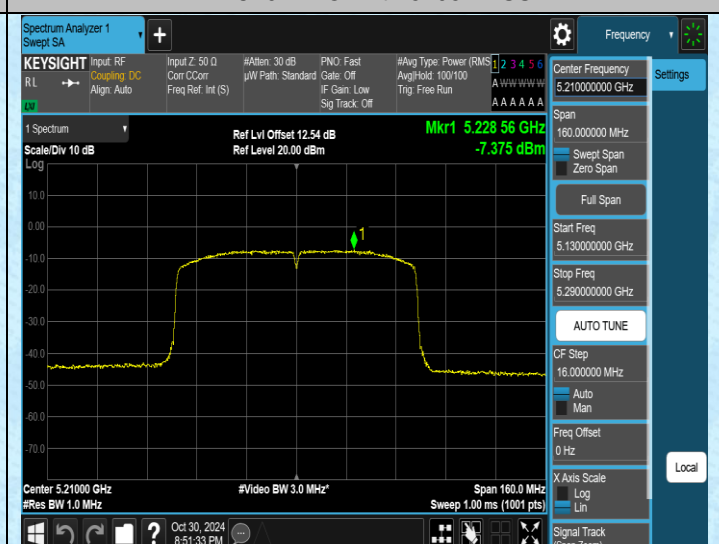 Spectrum Analyzer 1
Swept SA
Frequency
KEYSIGHT
RL
LXI
Input: RF
Coupling: DC
Align: Auto
Input Z: 50 Ω
Corr CCorr
Freq Ref: Int (S)
#Atten: 30 dB
µW Path: Standard
PNO: Fast
Gate: Off
IF Gain: Low
Sig Track: Off
#Avg Type: Power (RMS
Avg|Hold: 100/100
Trig: Free Run
1 2 3 4 5 6
A W W W W W
A A A A A A
1 Spectrum
Scale/Div 10 dB
Log
Ref Lvl Offset 12.54 dB
Ref Level 20.00 dBm
Mkr1 5.228 56 GHz
-7.375 dBm
10.0
0.00
-10.0
-20.0
-30.0
-40.0
-50.0
-60.0
-70.0
1
Center 5.21000 GHz
#Res BW 1.0 MHz
#Video BW 3.0 MHz*
Span 160.0 MHz
Sweep 1.00 ms (1001 pts)
Oct 30, 2024
8:51:33 PM
Center Frequency
5.210000000 GHz
Span
160.000000 MHz
Swept Span
Zero Span
Full Span
Start Freq
5.130000000 GHz
Stop Freq
5.290000000 GHz
AUTO TUNE
CF Step
16.000000 MHz
Auto
Man
Freq Offset
0 Hz
X Axis Scale
Log
Lin
Signal Track
(Span Zoom)
Settings
Local